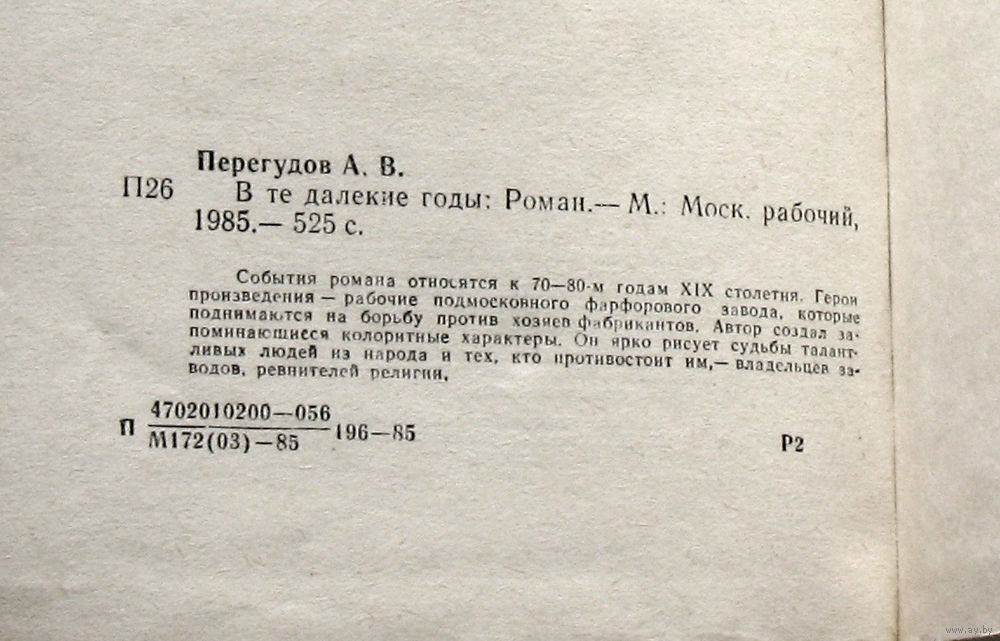 Перегудов А. В.
П26 В те далекие годы: Роман.— М.: Моск. рабочий,
1985.— 525 с.
События романа относятся к 70—80-м годам XIX столетия. Герои
произведения — рабочие подмосковного фарфорового завода, которые
поднимаются на борьбу против хозяев фабрикантов. Автор создал за-
поминающиеся колоритные характеры. Он ярко рисует судьбы талант-
ливых людей из народа и тех, кто противостоит им,— владельцев за-
водов, ревнителей религии.
П 4702010200—056
М172(03)—85 196—85 Р2
www.ay.by